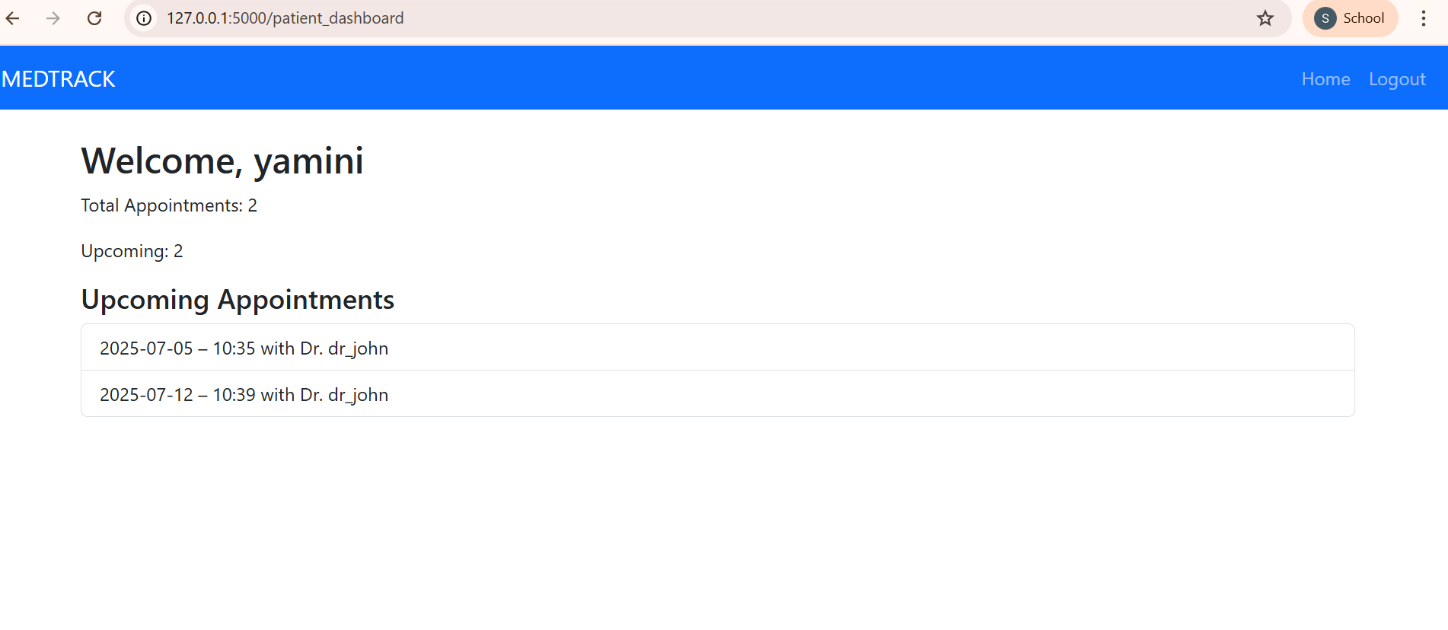 127.0.0.1:5000/patient_dashboard
S School
MEDTRACK
Home Logout
Welcome, yamini
Total Appointments: 2
Upcoming: 2
Upcoming Appointments
2025-07-05 – 10:35 with Dr. dr_john
2025-07-12 – 10:39 with Dr. dr_john